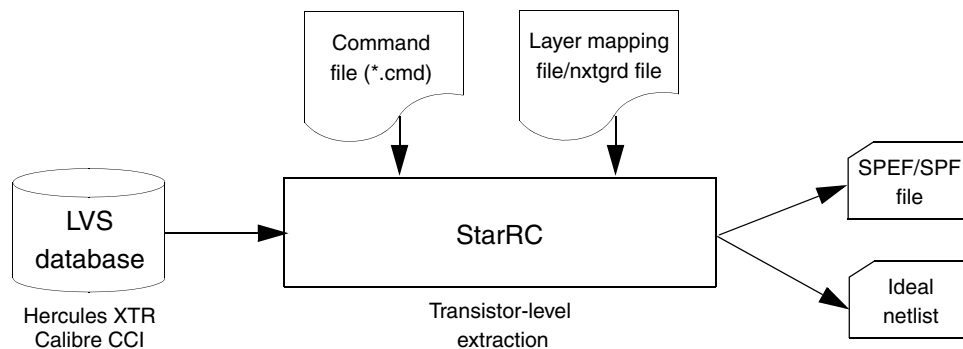 Command
file (*.cmd)
Layer mapping
file/nxtgrd file
LVS
database
StarRC
SPEF/SPF
file
Ideal
netlist
Hercules XTR
Calibre CCI
Transistor-level
extraction